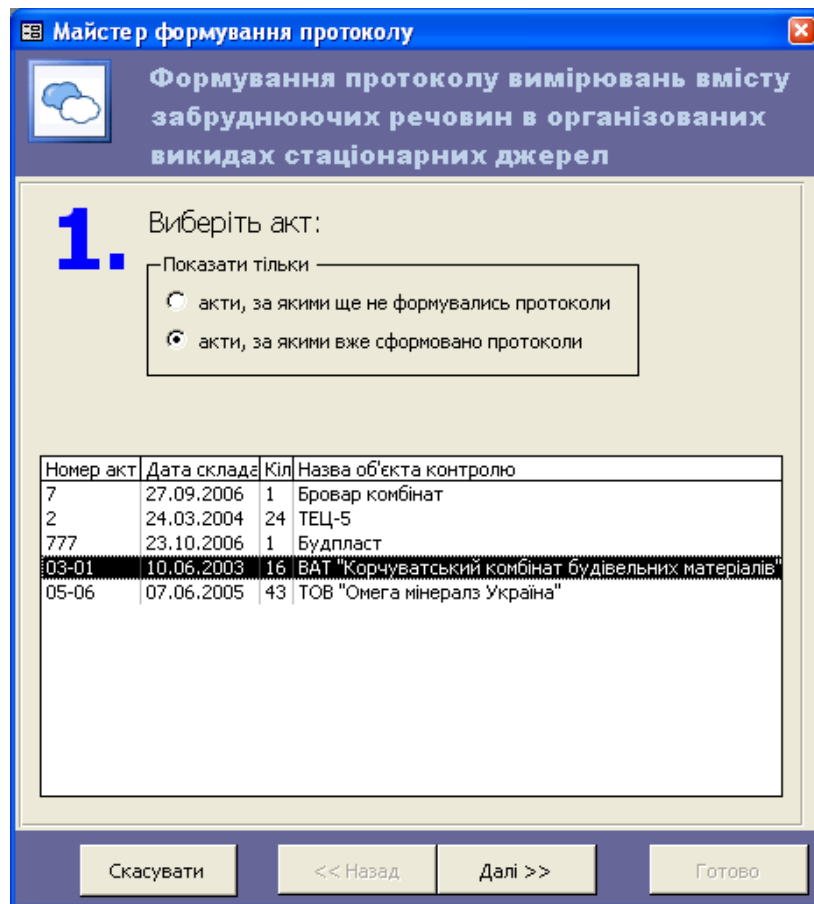 Майстер формування протоколу
Формування протоколу вимірювань вмісту
забруднюючих речовин в організованих
викидах стаціонарних джерел
1.
Виберіть акт:
Показати тільки
акти, за якими ще не формувались протоколи
акти, за якими вже сформовано протоколи
Номер акт Дата склада Кіл Назва об'єкта контролю
7 27.09.2006 1 Бровар комбінат
2 24.03.2004 24 ТЕЦ-5
777 23.10.2006 1 Будпласт
03-01 10.06.2003 16 ВАТ "Корчуватський комбінат будівельних матеріалів"
05-06 07.06.2005 43 ТОВ "Омега мінералз Україна"
Скасувати << Назад Далі >> Готово